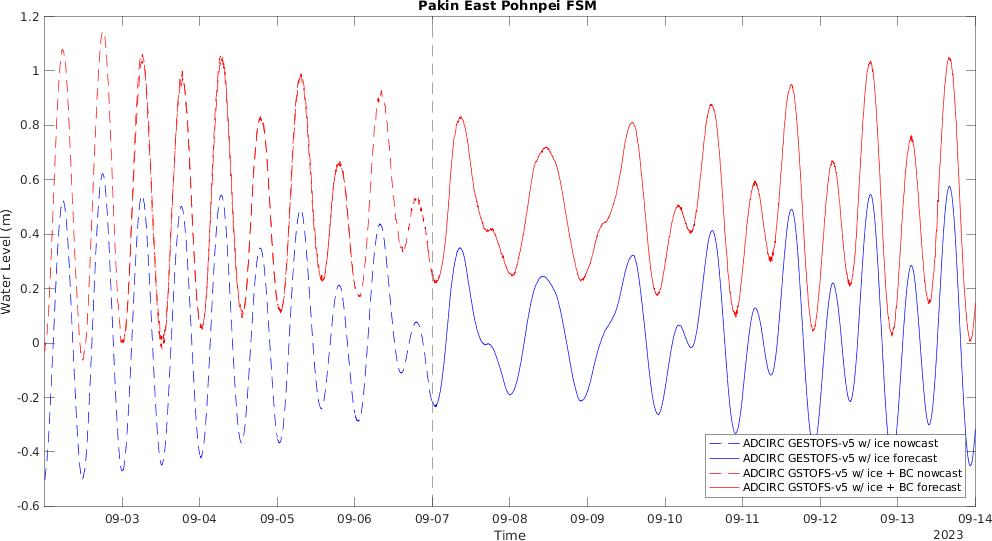 Pakin East Pohnpei FSM
1.2
1
0.8
0.6
0.4
0.2
0
-0.2
-0.4
-0.6
Water Level (m)
ADCIRC GESTOFS-v5 w/ ice nowcast
ADCIRC GESTOFS-v5 w/ ice forecast
ADCIRC GSTOFS-v5 w/ ice + BC nowcast
ADCIRC GSTOFS-v5 w/ ice + BC forecast
09-03 09-04 09-05 09-06 09-07 09-08 09-09 09-10 09-11 09-12 09-13 09-14
Time
2023